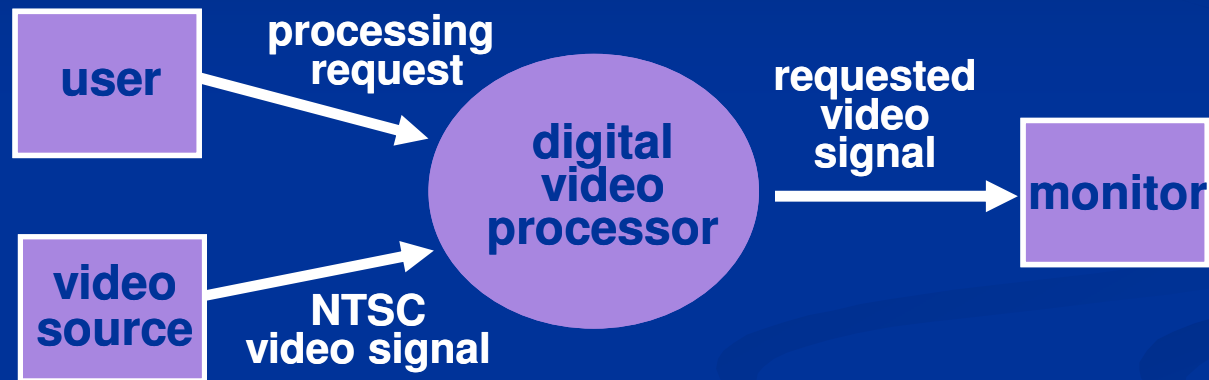 user
processing
request
digital
video
processor
requested
video
signal
monitor
video
source
NTSC
video signal